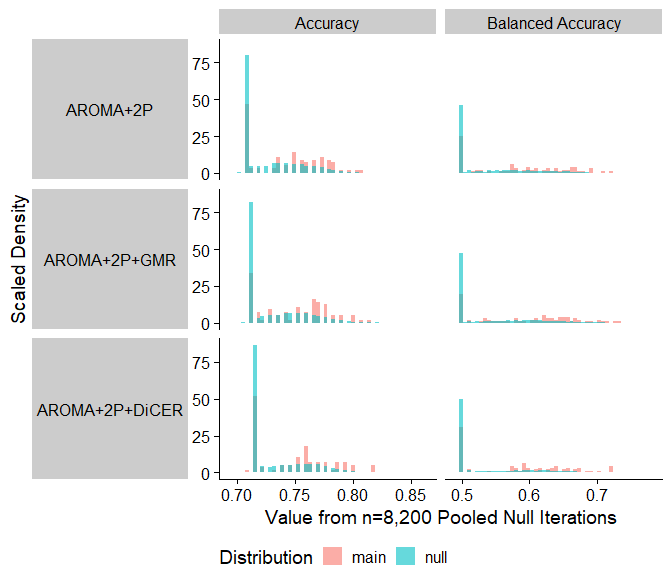 Accuracy Balanced Accuracy
Scaled Density
AROMA+2P
75
50
25
0
AROMA+2P+GMR
75
50
25
0
AROMA+2P+DiCER
75
50
25
0
0.70 0.75 0.80 0.85 0.5 0.6 0.7
Value from n=8,200 Pooled Null Iterations
Distribution main null